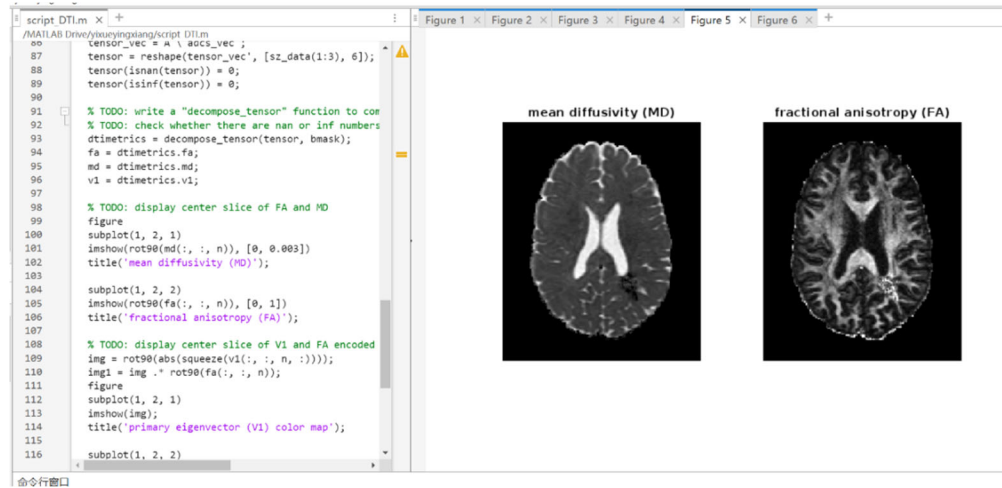 script_DTI.m × +
Figure 1 × Figure 2 × Figure 3 × Figure 4 × Figure 5 × Figure 6 × +
/MATLAB Drive/yixueyingxiang/script_DTI.m
86 tensor_vec = A \ adcs_vec ;
87 tensor = reshape(tensor_vec', [sz_data(1:3), 6]);
88 tensor(isnan(tensor)) = 0;
89 tensor(isinf(tensor)) = 0;
90
91 % TODO: write a "decompose_tensor" function to com
92 % TODO: check whether there are nan or inf numbers
93 dtimetrics = decompose_tensor(tensor, bmask);
94 fa = dtimetrics.fa;
95 md = dtimetrics.md;
96 v1 = dtimetrics.v1;
97
98 % TODO: display center slice of FA and MD
99 figure
100 subplot(1, 2, 1)
101 imshow(rot90(md(:, :, n)), [0, 0.003])
102 title('mean diffusivity (MD)');
103
104 subplot(1, 2, 2)
105 imshow(rot90(fa(:, :, n)), [0, 1])
106 title('fractional anisotropy (FA)');
107
108 % TODO: display center slice of V1 and FA encoded
109 img = rot90(abs(squeeze(v1(:, :, n, :))));
110 img1 = img .* rot90(fa(:, :, n));
111 figure
112 subplot(1, 2, 1)
113 imshow(img);
114 title('primary eigenvector (V1) color map');
115
116 subplot(1, 2, 2)
mean diffusivity (MD)
fractional anisotropy (FA)
命令行窗口